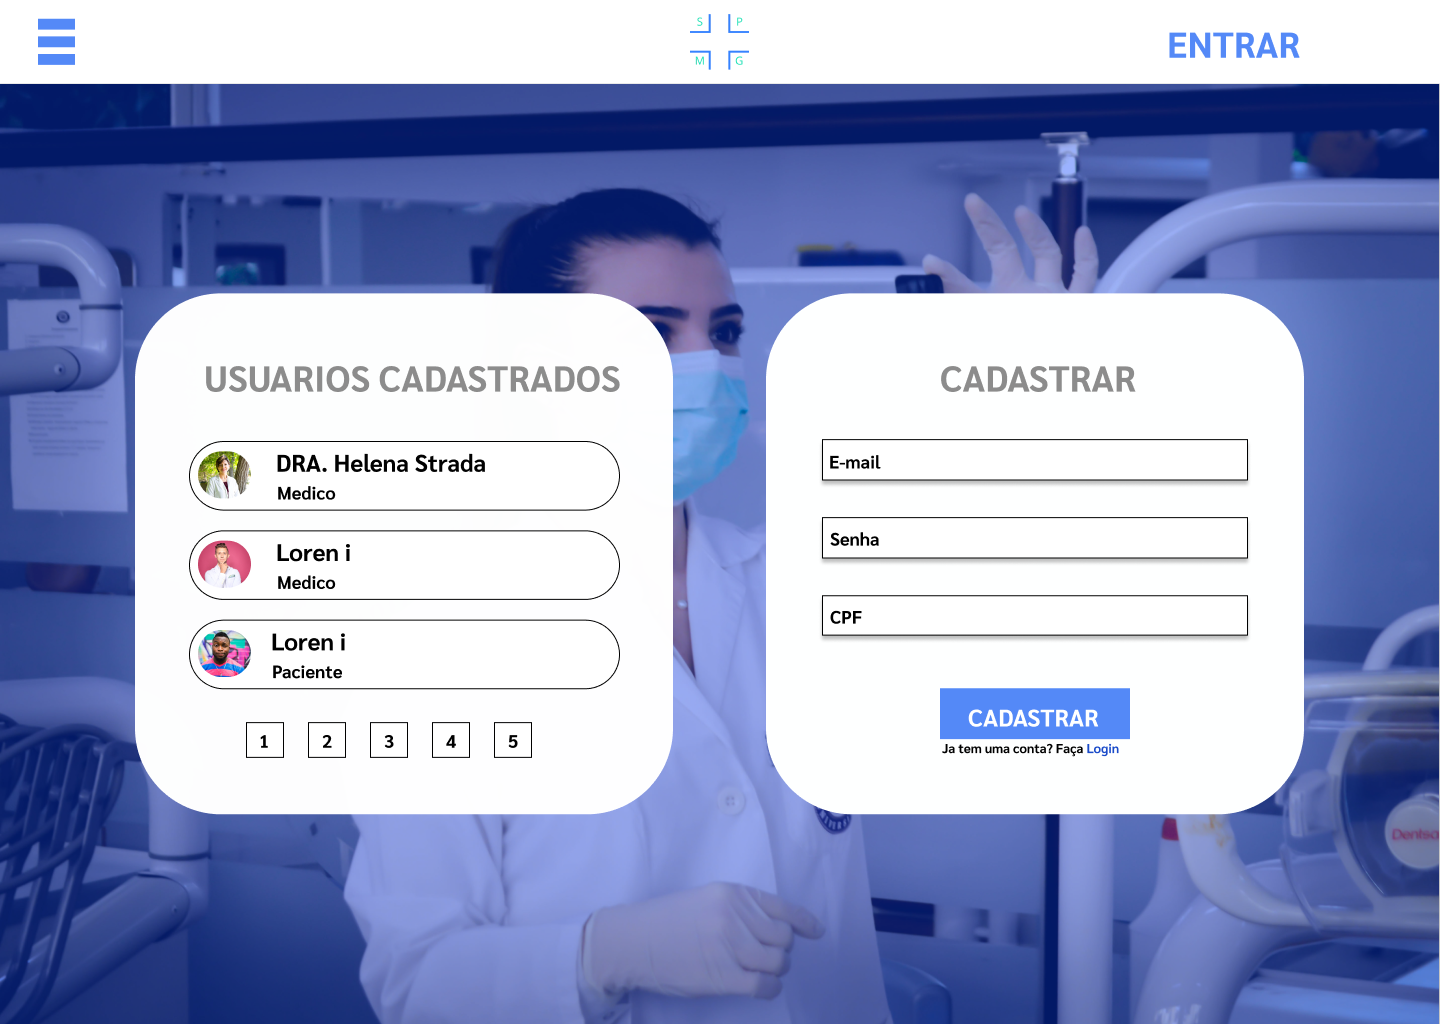 S P
M G
ENTRAR
USUARIOS CADASTRADOS
DRA. Helena Strada
Medico
Loren i
Medico
Loren i
Paciente
1 2 3 4 5
CADASTRAR
E-mail
Senha
CPF
CADASTRAR
Ja tem uma conta? Faça Login